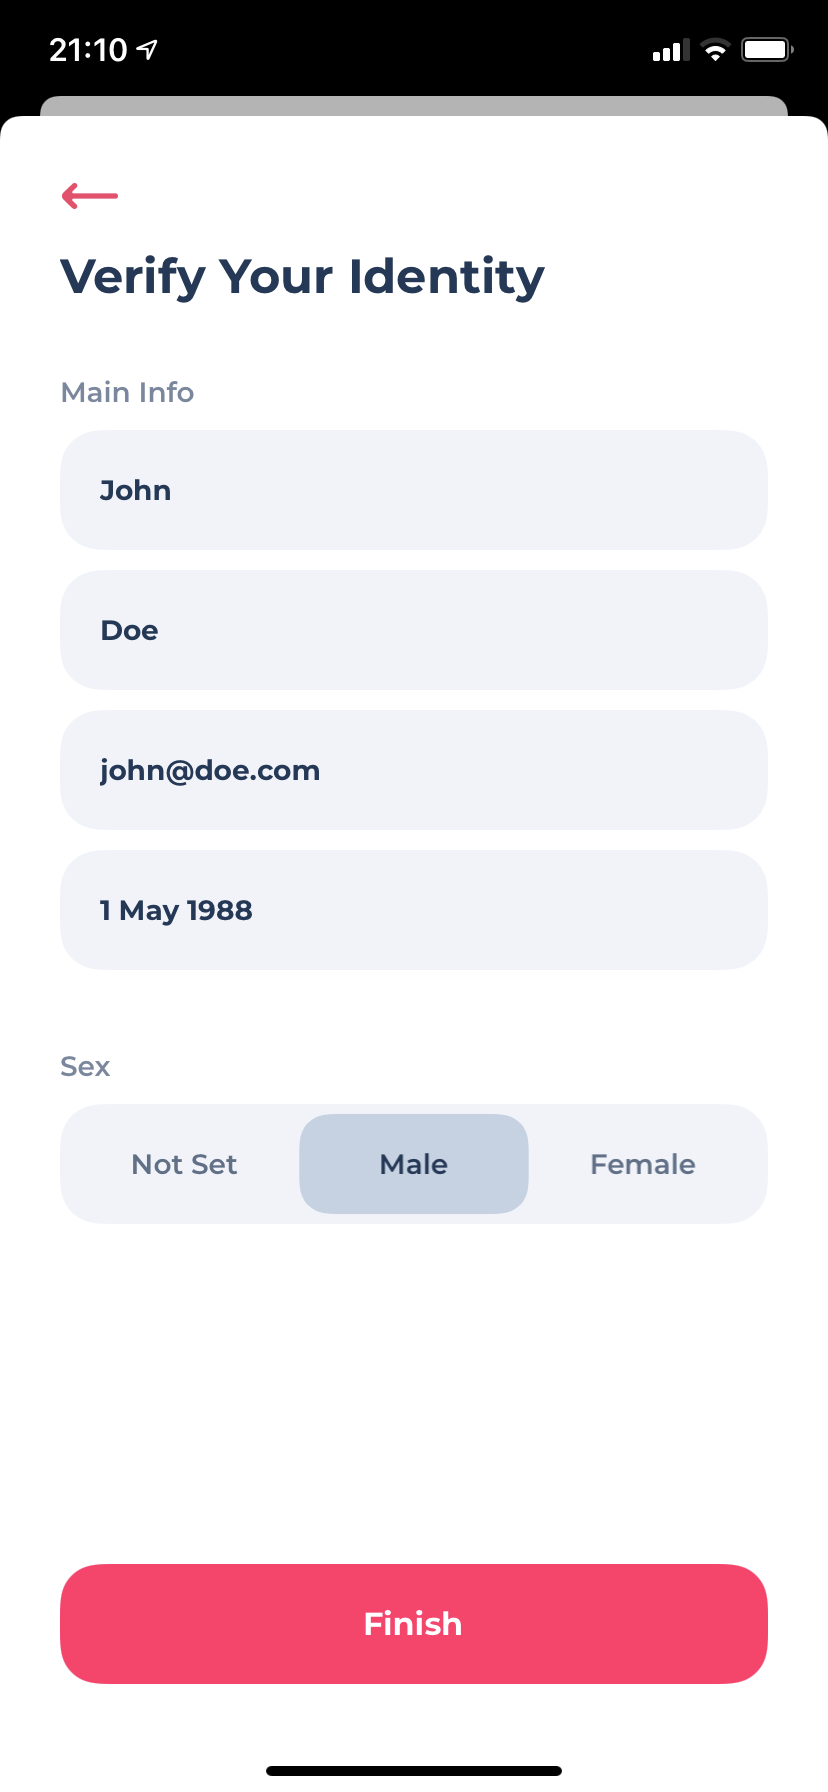 21:10
Verify Your Identity
Main Info
John
Doe
john@doe.com
1 May 1988
Sex
Not Set Male Female
Finish